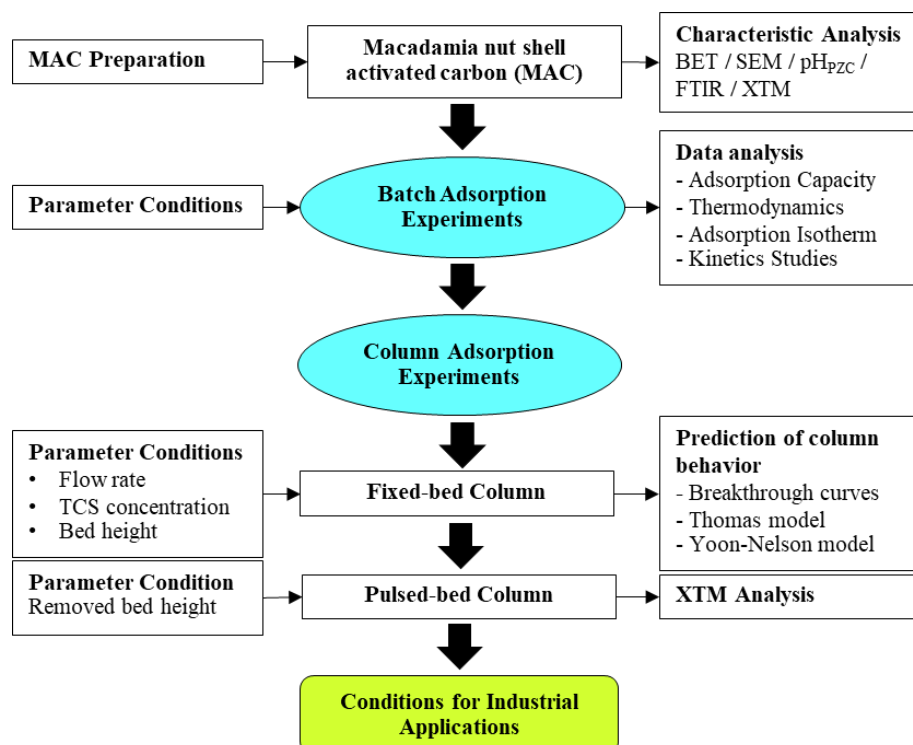 MAC Preparation
Macadamia nut shell
activated carbon (MAC)
Characteristic Analysis
BET / SEM / pHPZC /
FTIR / XTM
Parameter Conditions
Batch Adsorption
Experiments
Data analysis
- Adsorption Capacity
- Thermodynamics
- Adsorption Isotherm
- Kinetics Studies
Column Adsorption
Experiments
Parameter Conditions
• Flow rate
• TCS concentration
• Bed height
Fixed-bed Column
Prediction of column
behavior
- Breakthrough curves
- Thomas model
- Yoon-Nelson model
Parameter Condition
Removed bed height
Pulsed-bed Column
XTM Analysis
Conditions for Industrial
Applications